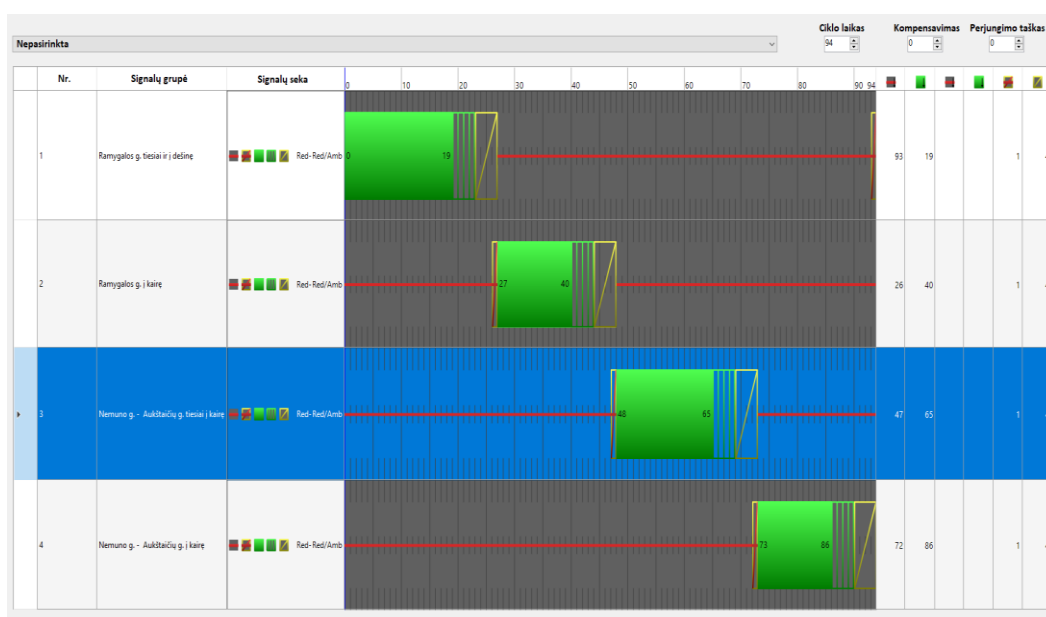 Ciklo laikas Kompensavimas Perjungimo taškas
Nepasirinkta 94 0 0
Nr. Signalų grupė Signalų seka 0 10 20 30 40 50 60 70 80 90 94
1 Ramygalos g. tiesiai ir į dešinę Red-Red/Amb 0 19 93 19 1
2 Ramygalos g. į kairę Red-Red/Amb 27 40 26 40 1
3 Nemuno g. - Aukštaičių g. tiesiai į kairę Red-Red/Amb 48 65 47 65 1
4 Nemuno g. - Aukštaičių g. į kairę Red-Red/Amb 73 86 72 86 1